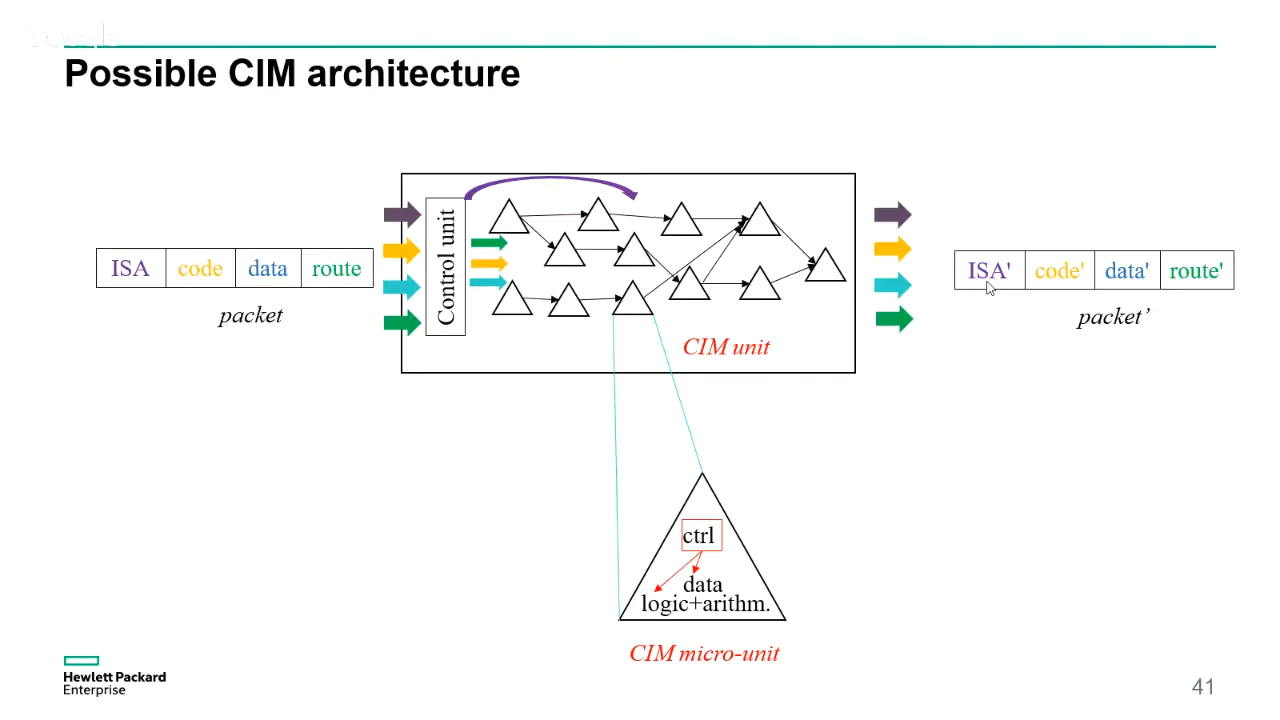 Possible CIM architecture
ISA code data route
packet
Control unit
CIM unit
ISA' code' data' route'
packet’
ctrl
data
logic+arithm.
CIM micro-unit
Hewlett Packard
Enterprise
41